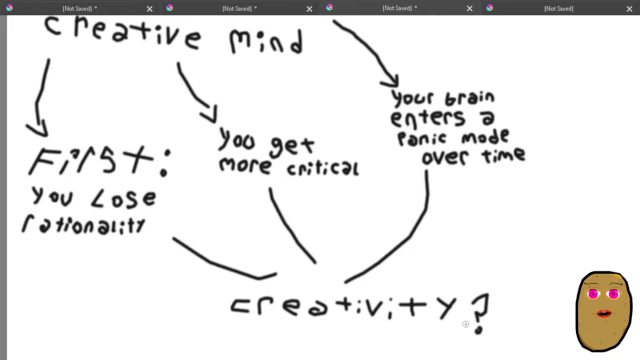 [Not Saved] *
[Not Saved] *
[Not Saved] *
[Not Saved]
creative mind
First:
you lose
rationality
you get
more critical
your brain
enters a
panic mode
over time
creativity?